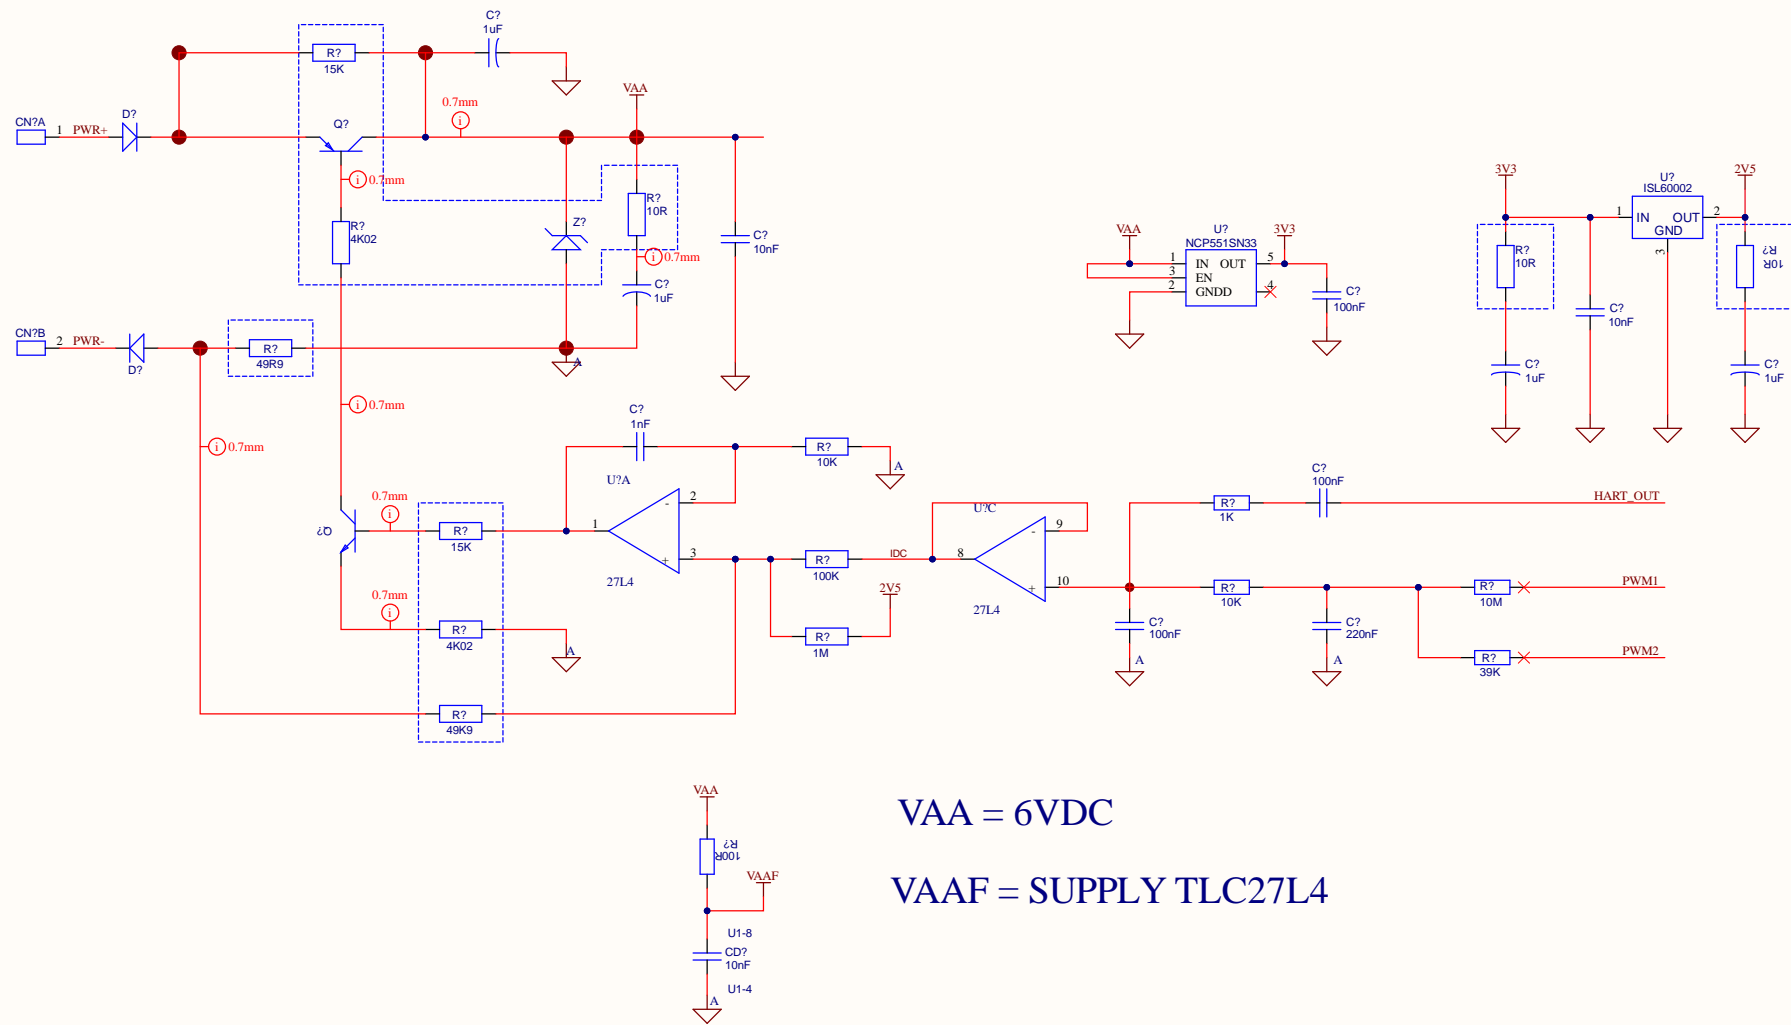 C?
1uF
R?
15K
VAA
0.7mm
D?
CN?A
1
PWR+
Q?
0.7mm
R?
4K02
Z?
R?
10R
0.7mm
C?
1uF
C?
10nF
CN?B
2
PWR-
D?
R?
49R9
A
0.7mm
0.7mm
VAA
U?
NCP551SN33
3V3
1
IN
OUT
5
3
EN
2
GNDD
4
C?
100nF
3V3
U?
ISL60002
2V5
1
IN
OUT
2
GND
3
R?
10R
R?
10R
C?
10nF
C?
1uF
C?
1uF
C?
1nF
R?
10K
A
U?A
0.7mm
Q?
R?
15K
1
2
-
3
+
27L4
R?
100K
IDC
2V5
R?
1M
U?C
8
9
-
10
+
27L4
C?
100nF
R?
1K
HART_OUT
R?
10K
R?
10M
PWM1
C?
100nF
A
C?
220nF
A
R?
39K
PWM2
0.7mm
R?
4K02
A
R?
49K9
VAA
R?
100R
VAAF
U1-8
CD?
10nF
U1-4
A
VAA = 6VDC
VAAF = SUPPLY TLC27L4